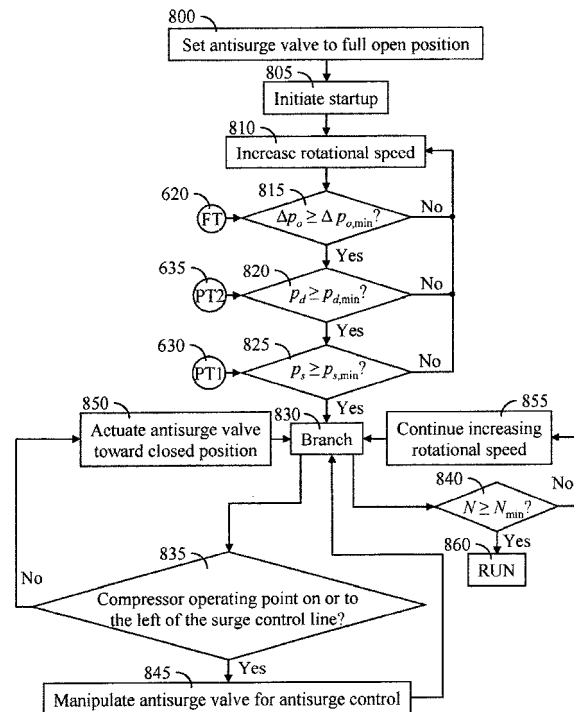 800
Set antisurge valve to full open position
805
Initiate startup
810
Increase rotational speed
620
815
FT
Δp_o ≥ Δ p_o,min?
No
Yes
635
820
PT2
p_d ≥ p_d,min?
No
Yes
630
825
PT1
p_s ≥ p_s,min?
No
Yes
850
830
855
Actuate antisurge valve
toward closed position
Branch
Continue increasing
rotational speed
840
N ≥ N_min?
No
Yes
860
RUN
835
No
Compressor operating point on or to
the left of the surge control line?
Yes
845
Manipulate antisurge valve for antisurge control